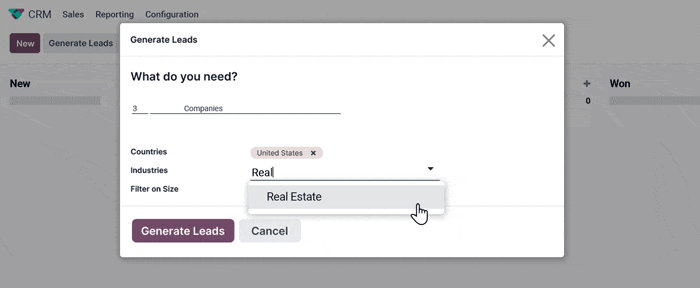 CRM Sales Reporting Configuration
New Generate Leads
Generate Leads
New
0
Won
What do you need?
3 Companies
Countries United States ×
Industries Real
Filter on Size
Real Estate
Generate Leads Cancel